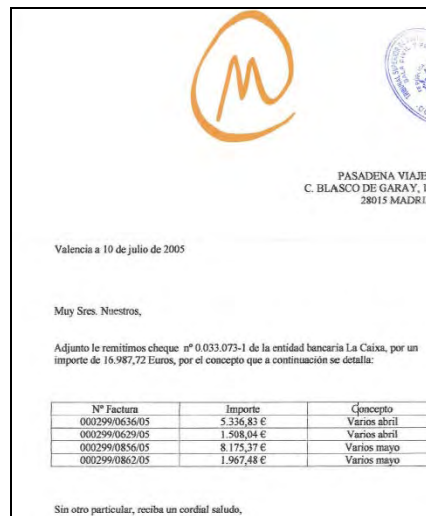 M
TRIBUNAL SUPERIOR DE
PASADENA VIAJE
C. BLASCO DE GARAY, 1
28015 MADRI
Valencia a 10 de julio de 2005
Muy Sres. Nuestros,
Adjunto le remitimos cheque nº 0.033.073-1 de la entidad bancaria La Caixa, por un
importe de 16.987,72 Euros, por el concepto que a continuación se detalla:
Nº Factura Importe Concepto
000299/0636/05 5.336,83 € Varios abril
000299/0629/05 1.508,04 € Varios abril
000299/0856/05 8.175,37 € Varios mayo
000299/0862/05 1.967,48 € Varios mayo
Sin otro particular, reciba un cordial saludo,